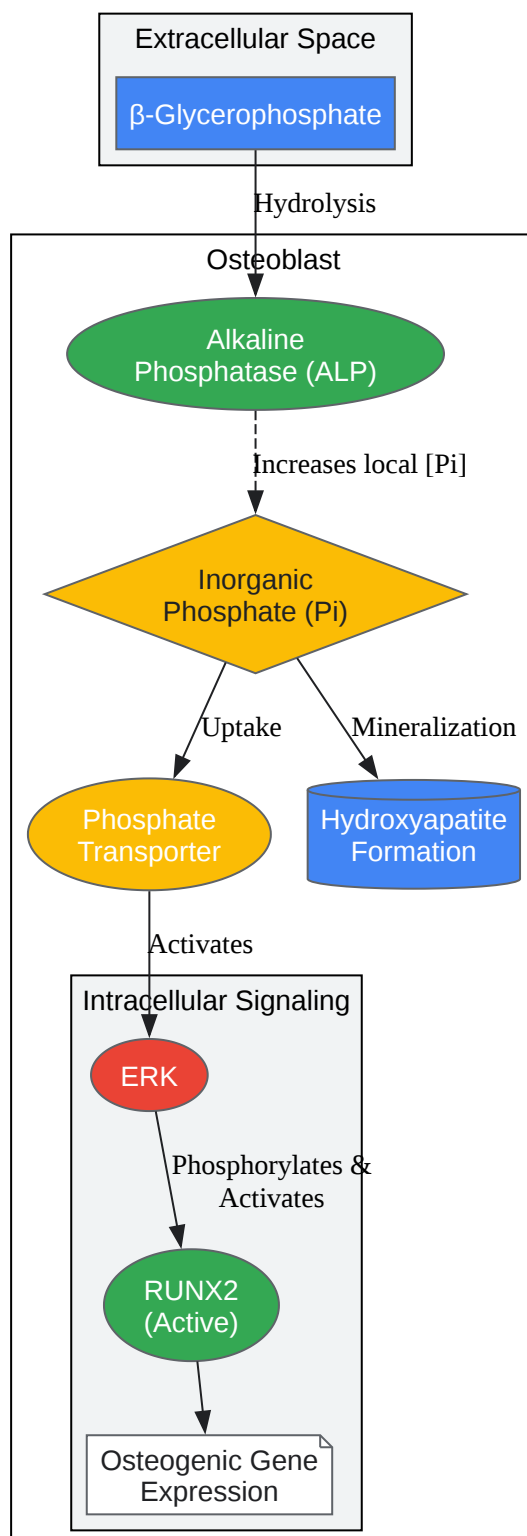 Extracellular Space
β-Glycerophosphate
Hydrolysis
Osteoblast
Alkaline
Phosphatase (ALP)
Increases local [Pi]
Inorganic
Phosphate (Pi)
Uptake
Mineralization
Phosphate
Transporter
Hydroxyapatite
Formation
Activates
Intracellular Signaling
ERK
Phosphorylates &
Activates
RUNX2
(Active)
Osteogenic Gene
Expression